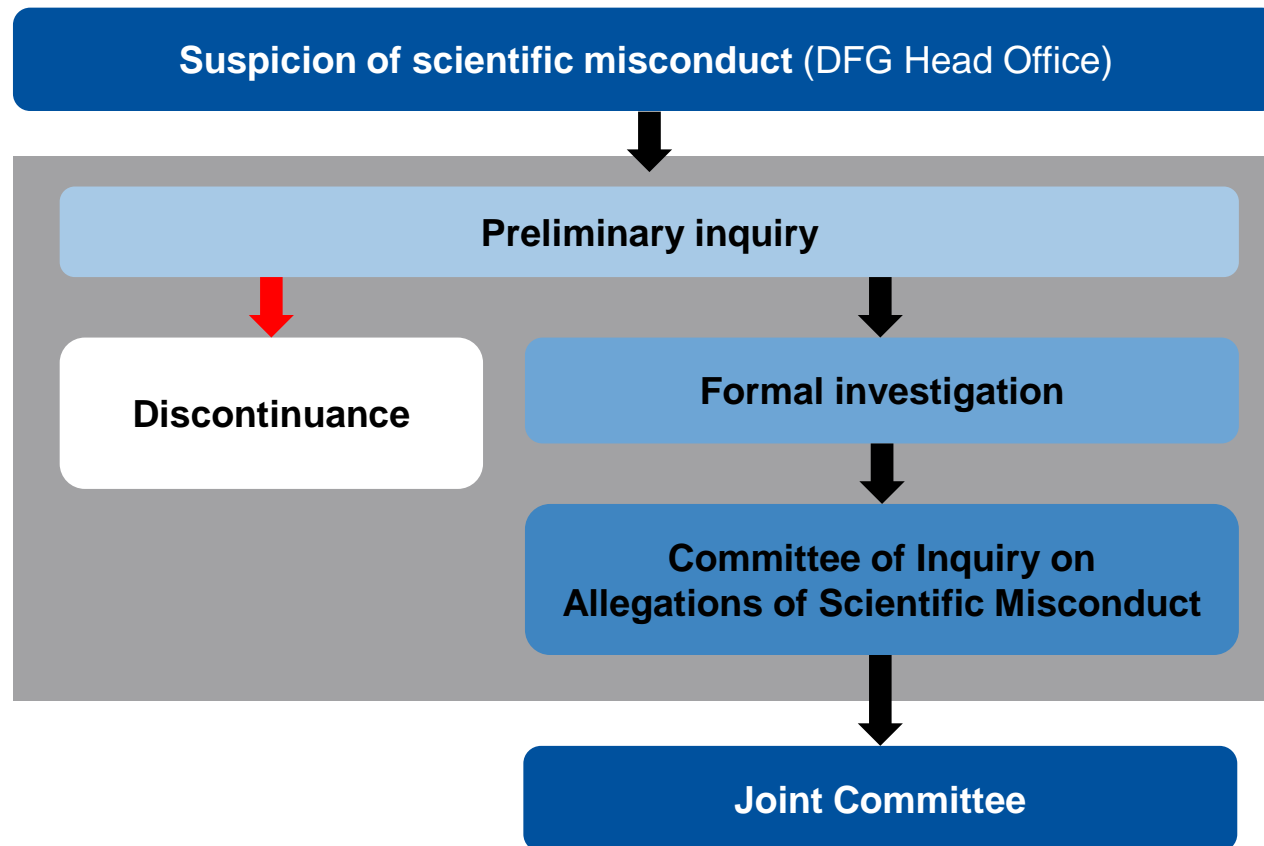 Suspicion of scientific misconduct (DFG Head Office)
Preliminary inquiry
Discontinuance
Formal investigation
Committee of Inquiry on
Allegations of Scientific Misconduct
Joint Committee